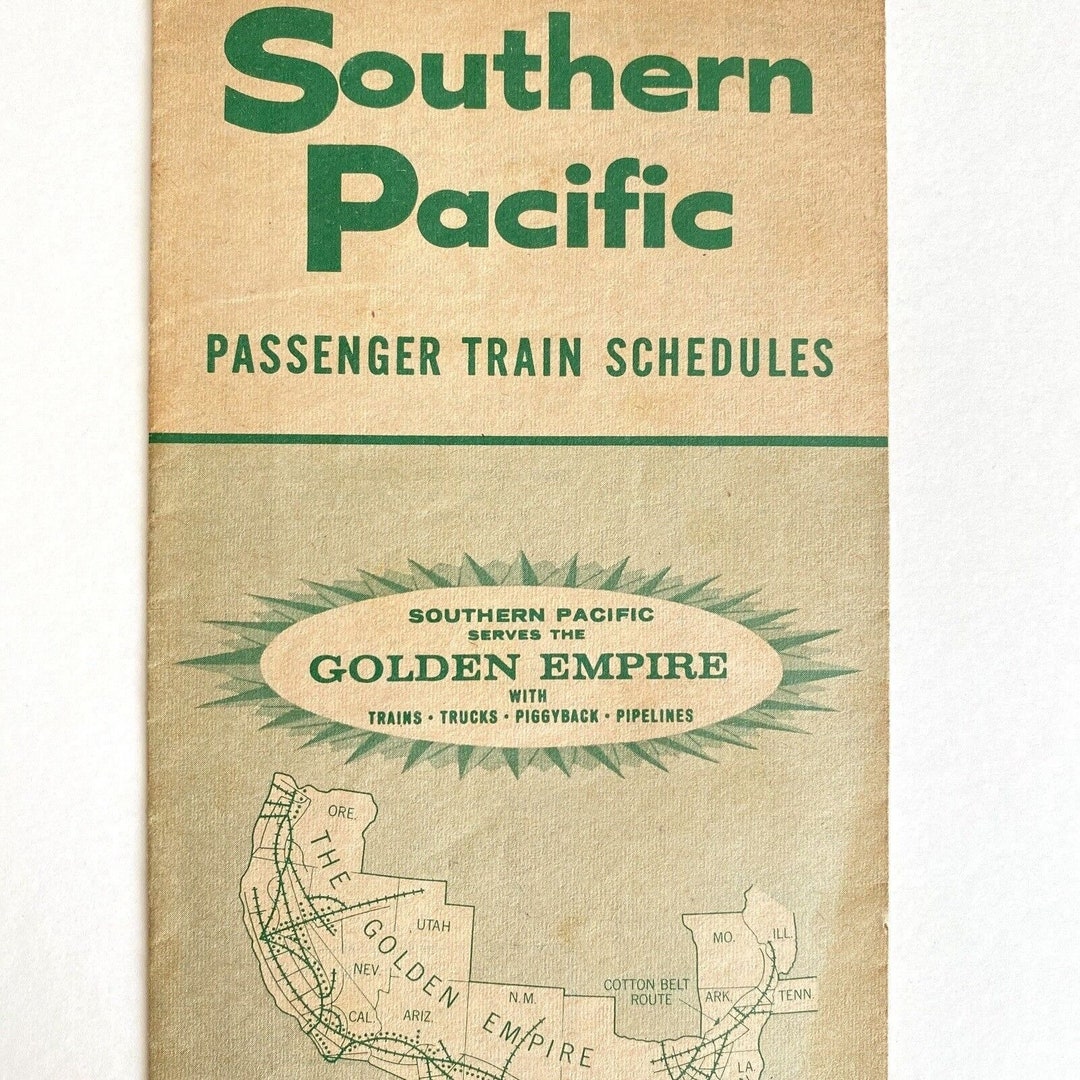 Southern
Pacific
PASSENGER TRAIN SCHEDULES
SOUTHERN PACIFIC
SERVES THE
GOLDEN EMPIRE
WITH
TRAINS · TRUCKS · PIGGYBACK · PIPELINES
ORE.
THE GOLDEN EMPIRE
UTAH
NEV.
CAL.
ARIZ.
N.M.
COTTON BELT
ROUTE
MO.
ILL.
ARK.
TENN.
LA.